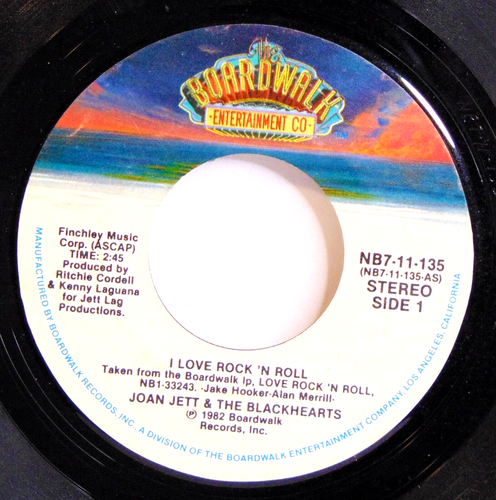 The
BOARDWALK
ENTERTAINMENT CO
Finchley Music
Corp. (ASCAP)
TIME: 2:45
Produced by
Ritchie Cordell
& Kenny Laguna
for Jett Lag
Productions.
NB7-11-135
(NB7-11-135-AS)
STEREO
SIDE 1
I LOVE ROCK 'N ROLL
Taken from the Boardwalk lp, LOVE ROCK 'N ROLL,
NB1-33243. -Jake Hooker-Alan Merrill-
JOAN JETT & THE BLACKHEARTS
℗ 1982 Boardwalk
Records, Inc.
MANUFACTURED BY BOARDWALK RECORDS, INC. A DIVISION OF THE BOARDWALK ENTERTAINMENT COMPANY, LOS ANGELES, CALIFORNIA